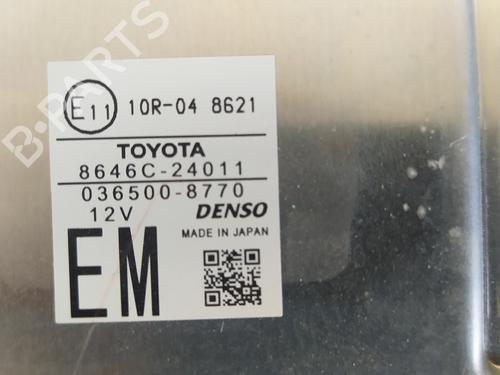 E11 10R-04 8621
TOYOTA
8646C-24011
036500-8770
12V DENSO
MADE IN JAPAN
EM
B-PARTS